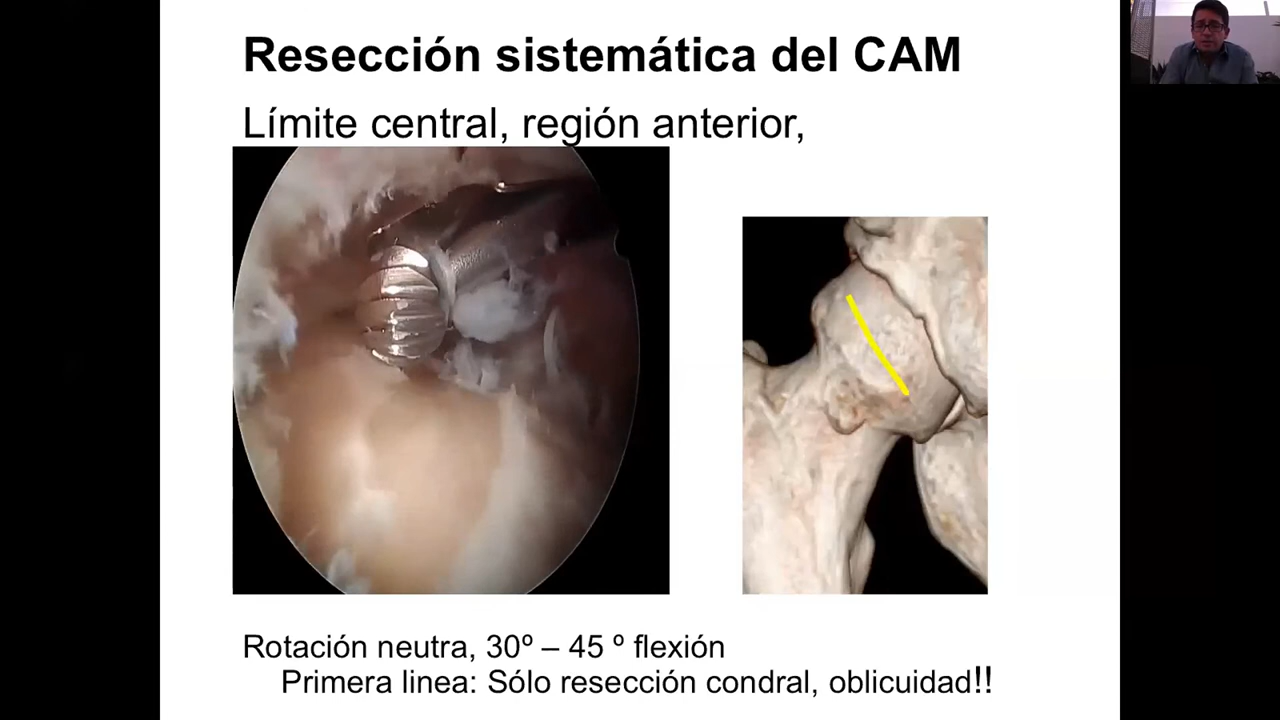 Resección sistemática del CAM
Límite central, región anterior,
Rotación neutra, 30º – 45 º flexión
Primera linea: Sólo resección condral, oblicuidad!!